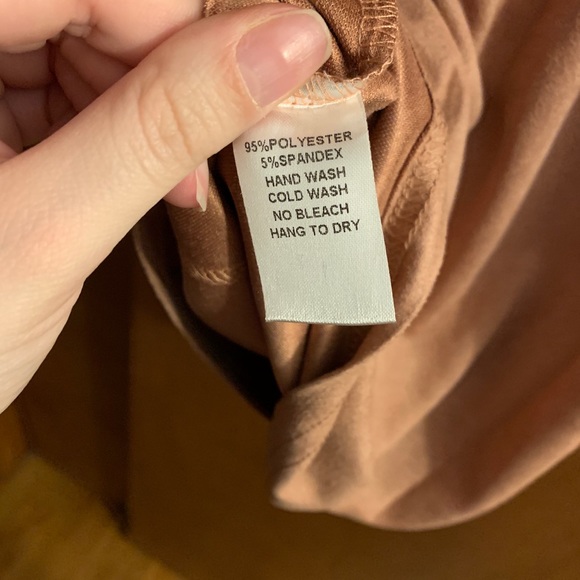 95%POLYESTER
5%SPANDEX
HAND WASH
COLD WASH
NO BLEACH
HANG TO DRY